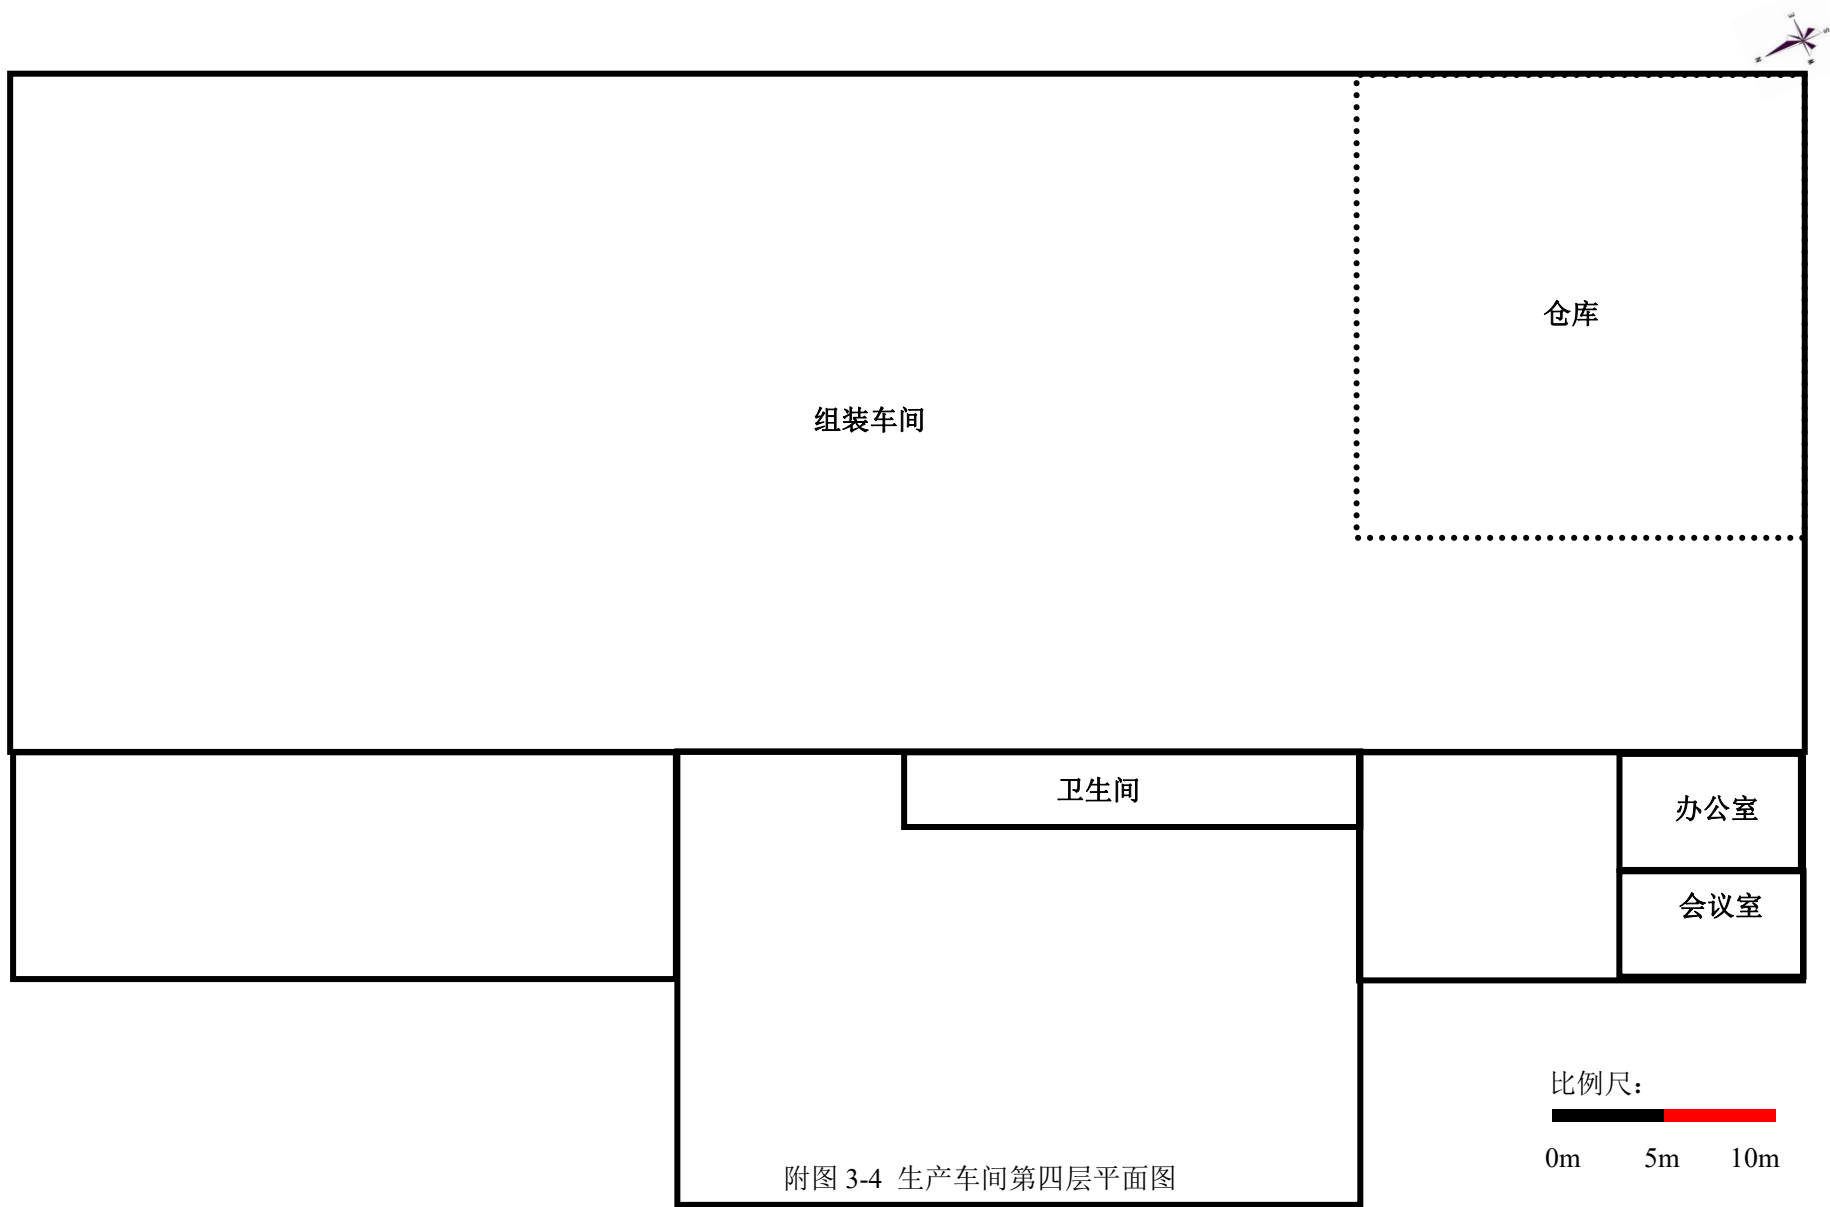 仓库
组装车间
卫生间
办公室
会议室
比例尺：
0m 5m 10m
附图 3-4 生产车间第四层平面图